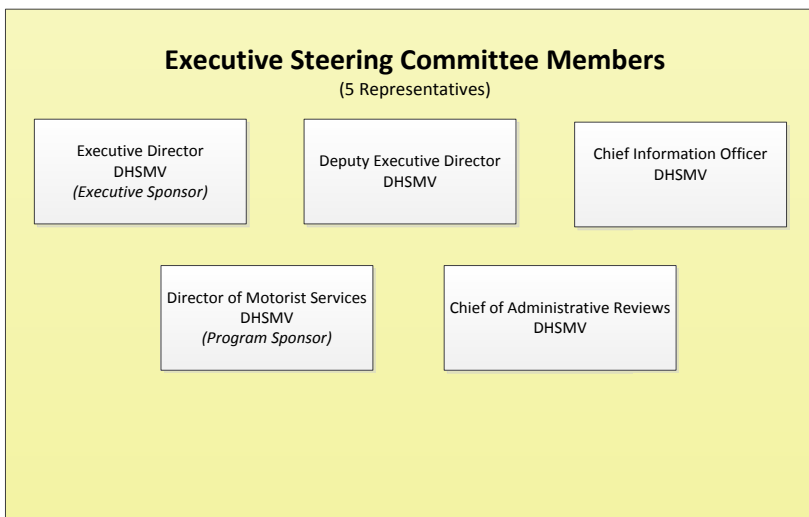 Executive Steering Committee Members
(5 Representatives)
Executive Director
DHSMV
(Executive Sponsor)
Deputy Executive Director
DHSMV
Chief Information Officer
DHSMV
Director of Motorist Services
DHSMV
(Program Sponsor)
Chief of Administrative Reviews
DHSMV